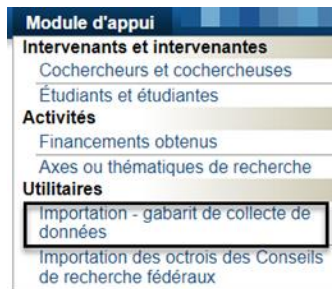 Module d'appui
Intervenants et intervenantes
Cochercheurs et cochercheuses
Étudiants et étudiantes
Activités
Financements obtenus
Axes ou thématiques de recherche
Utilitaires
Importation - gabarit de collecte de
données
Importation des octrois des Conseils
de recherche fédéraux